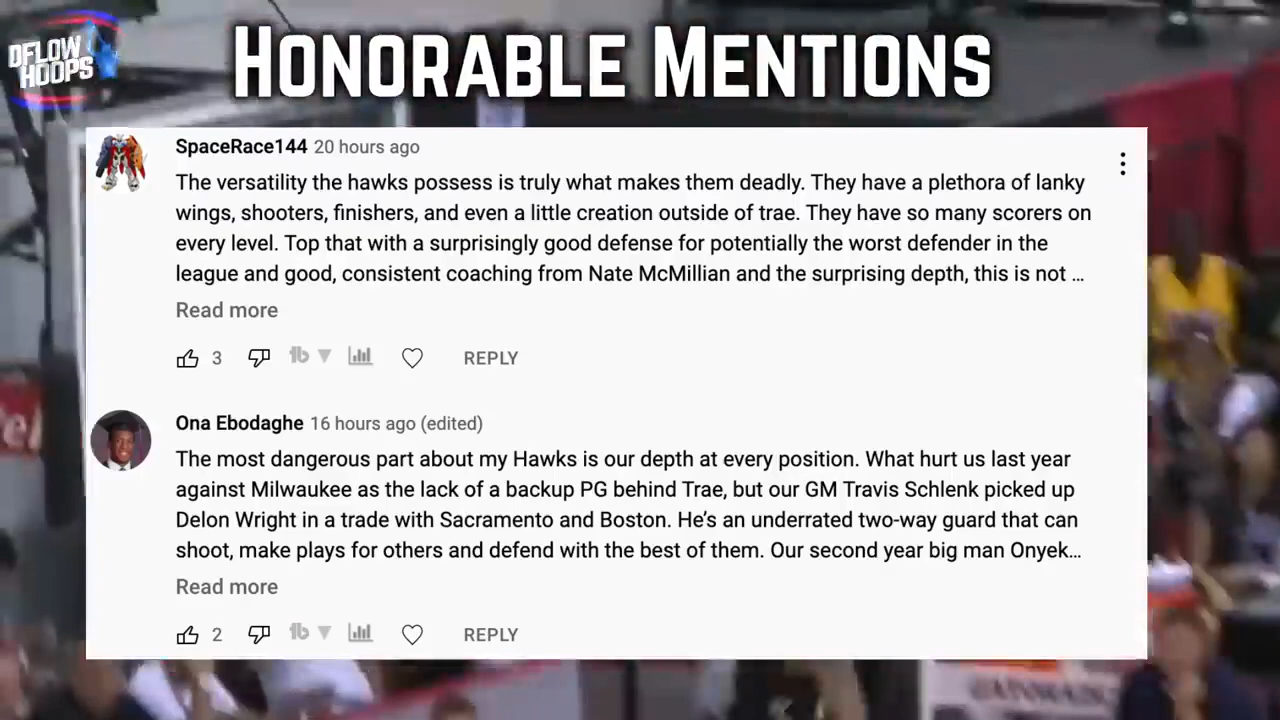 DFLOW
HOOPS
HONORABLE MENTIONS
SpaceRace144 20 hours ago
The versatility the hawks possess is truly what makes them deadly. They have a plethora of lanky
wings, shooters, finishers, and even a little creation outside of trae. They have so many scorers on
every level. Top that with a surprisingly good defense for potentially the worst defender in the
league and good, consistent coaching from Nate McMillian and the surprising depth, this is not ...
Read more
3
REPLY
Ona Ebodaghe 16 hours ago (edited)
The most dangerous part about my Hawks is our depth at every position. What hurt us last year
against Milwaukee as the lack of a backup PG behind Trae, but our GM Travis Schlenk picked up
Delon Wright in a trade with Sacramento and Boston. He’s an underrated two-way guard that can
shoot, make plays for others and defend with the best of them. Our second year big man Onyek...
Read more
2
REPLY